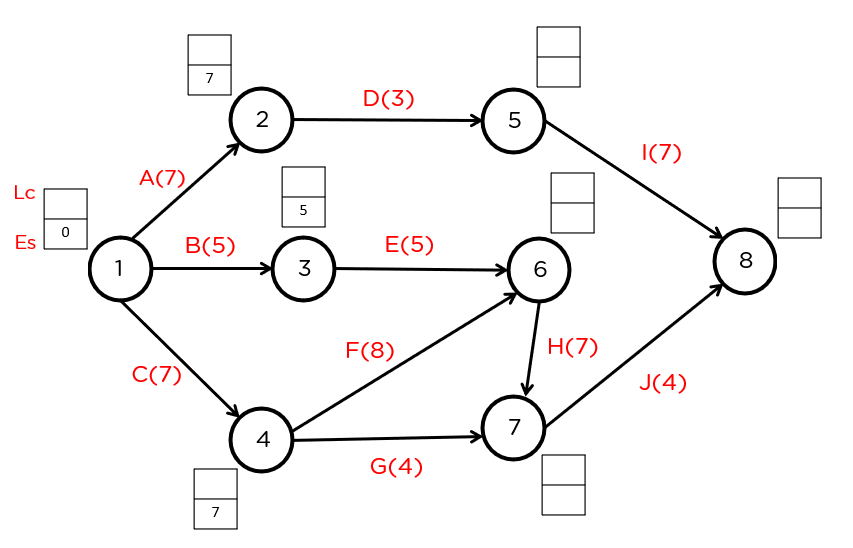 7
2
D(3)
5
I(7)
A(7)
Lc
Es
0
5
B(5)
E(5)
1
3
6
8
F(8)
H(7)
C(7)
J(4)
4
7
G(4)
7